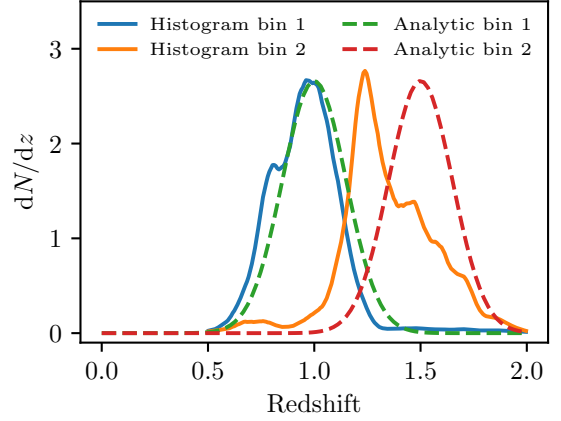 Histogram bin 1 Analytic bin 1
Histogram bin 2 Analytic bin 2
3
2
1
0
dN/dz
0.0 0.5 1.0 1.5 2.0
Redshift